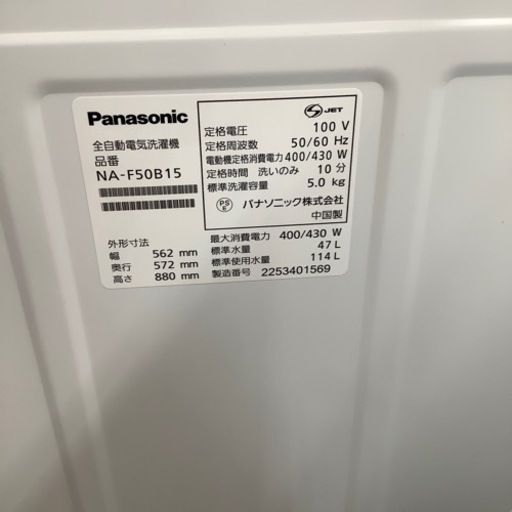 Panasonic
全自動電気洗濯機
品番
NA-F50B15
外形寸法
幅 562 mm
奥行 572 mm
高さ 880 mm
S JET
定格電圧 100 V
定格周波数 50/60 Hz
電動機定格消費電力 400/430 W
定格時間 洗いのみ 10 分
標準洗濯容量 5.0 kg
PS E パナソニック株式会社
中国製
最大消費電力 400/430 W
標準水量 47 L
標準使用水量 114 L
製造番号 2253401569